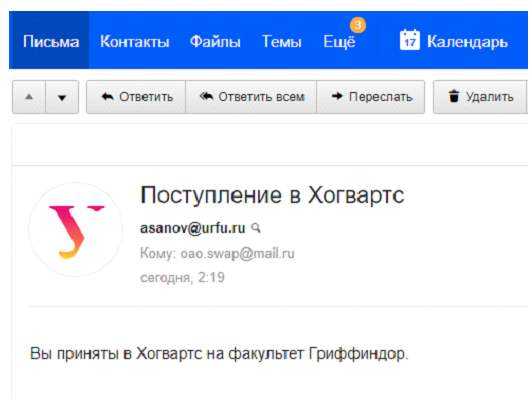 3
Письма Контакты Файлы Темы Ещё 17 Календарь
Ответить Ответить всем Переслать Удалить
Поступление в Хогвартс
У asanov@urfu.ru
Кому: oao.swap@mail.ru
сегодня, 2:19
Вы приняты в Хогвартс на факультет Гриффиндор.